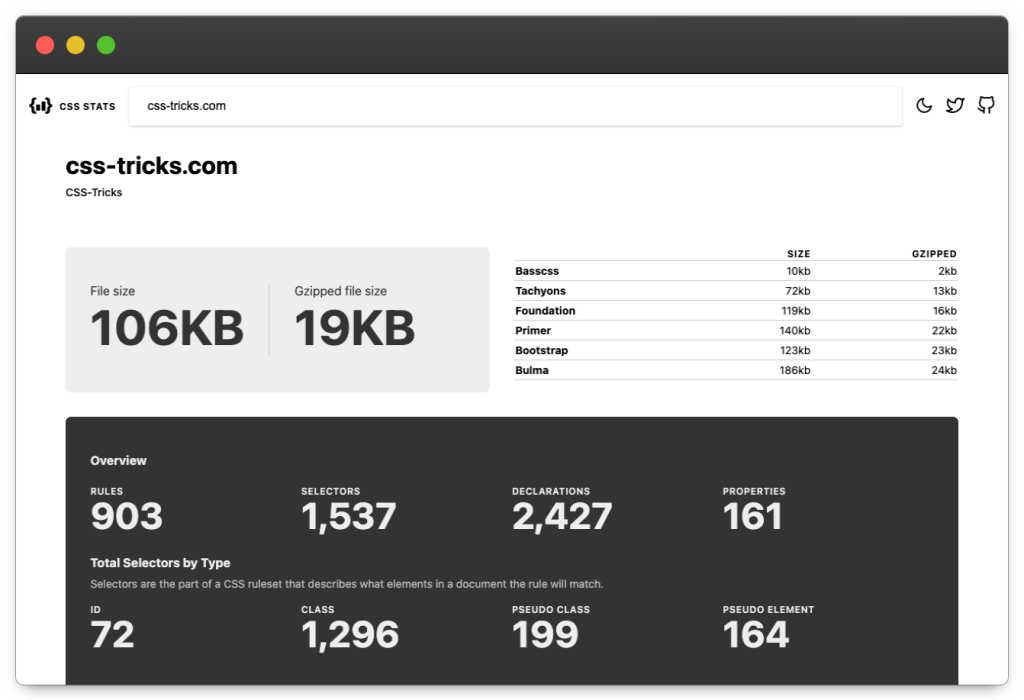 CSS STATS css-tricks.com
css-tricks.com
CSS-Tricks
File size Gzipped file size
106KB 19KB
SIZE GZIPPED
Basscss 10kb 2kb
Tachyons 72kb 13kb
Foundation 119kb 16kb
Primer 140kb 22kb
Bootstrap 123kb 23kb
Bulma 186kb 24kb
Overview
RULES SELECTORS DECLARATIONS PROPERTIES
903 1,537 2,427 161
Total Selectors by Type
Selectors are the part of a CSS ruleset that describes what elements in a document the rule will match.
ID CLASS PSEUDO CLASS PSEUDO ELEMENT
72 1,296 199 164